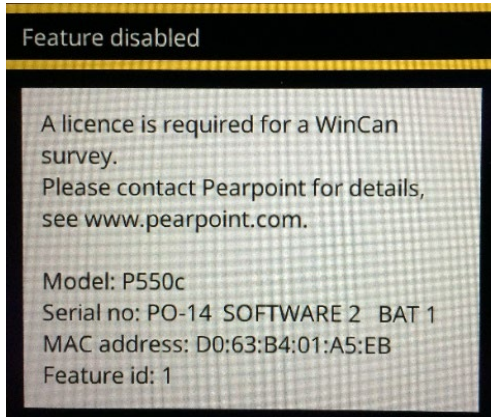 Feature disabled
A licence is required for a WinCan
survey.
Please contact Pearpoint for details,
see www.pearpoint.com.
Model: P550c
Serial no: PO-14 SOFTWARE 2 BAT 1
MAC address: D0:63:B4:01:A5:EB
Feature id: 1